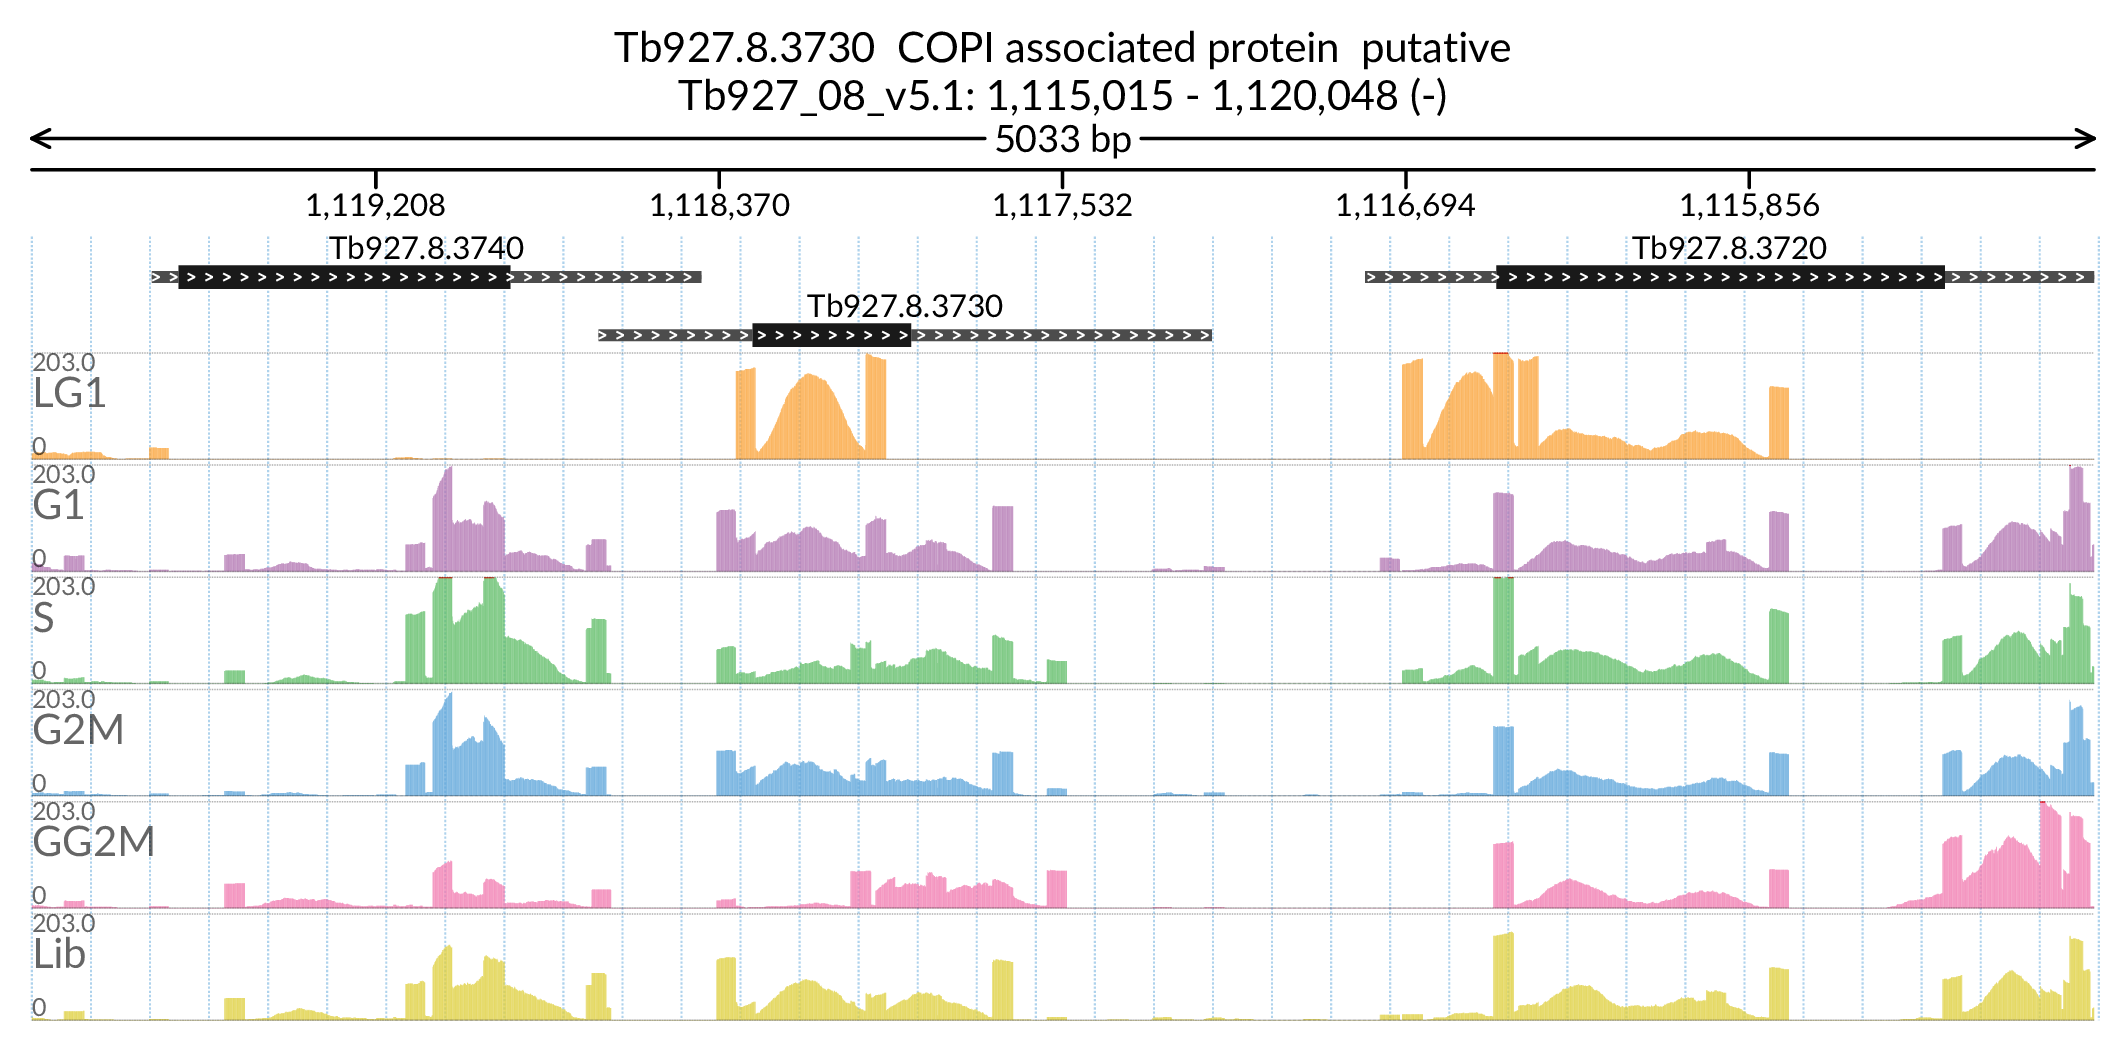 Tb927.8.3730  COPI associated protein  putative
Tb927_08_v5.1: 1,115,015 - 1,120,048 (-)
5033 bp
1,119,208 1,118,370 1,117,532 1,116,694 1,115,856
Tb927.8.3740 Tb927.8.3720
Tb927.8.3730
203.0
LG1
0
203.0
G1
0
203.0
S
0
203.0
G2M
0
203.0
GG2M
0
203.0
Lib
0